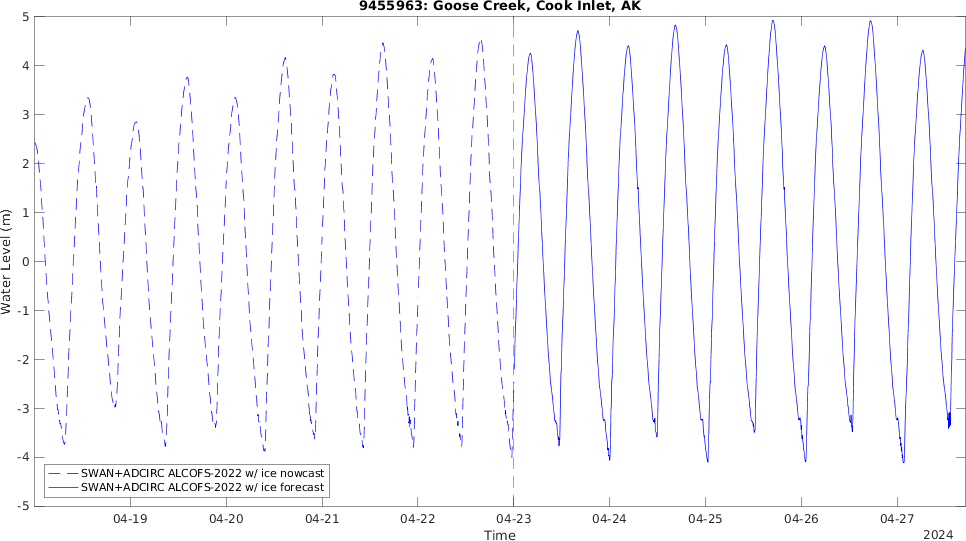 9455963: Goose Creek, Cook Inlet, AK
5
4
3
2
1
0
-1
-2
-3
-4
-5
Water Level (m)
SWAN+ADCIRC ALCOFS-2022 w/ ice nowcast
SWAN+ADCIRC ALCOFS-2022 w/ ice forecast
04-19 04-20 04-21 04-22 04-23 04-24 04-25 04-26 04-27
Time
2024